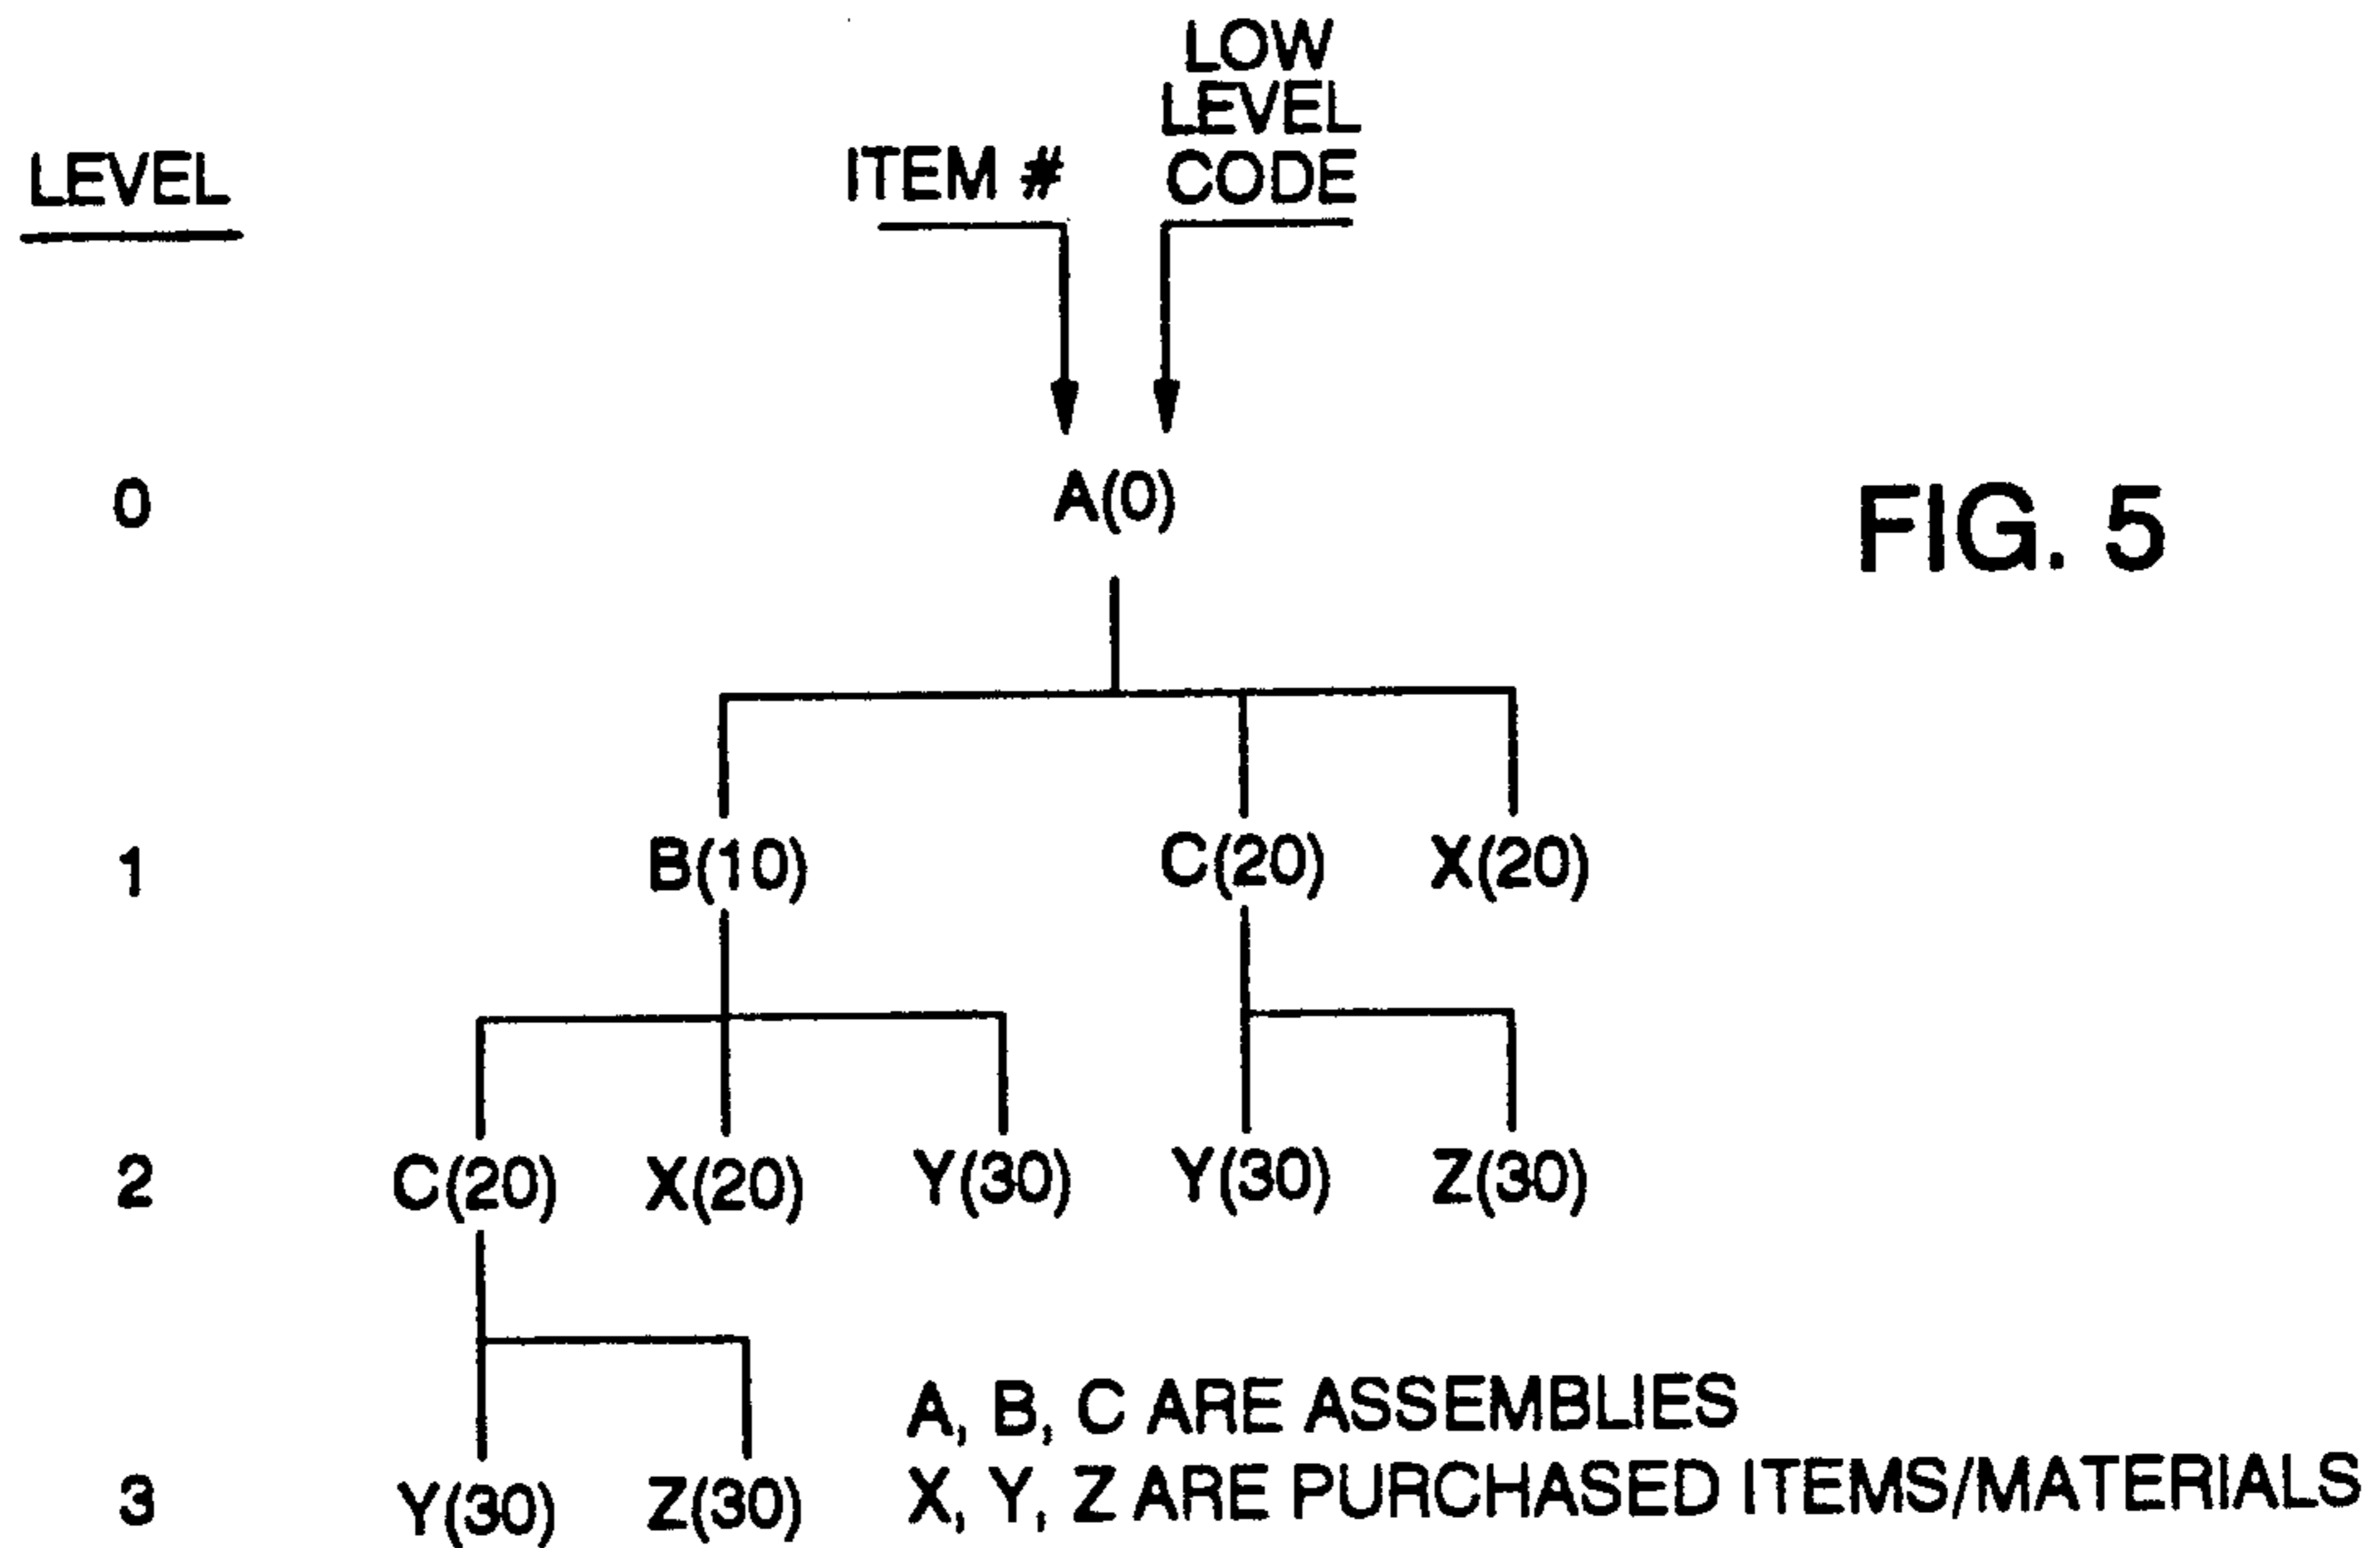 LOW
LEVEL
CODE
LEVEL
ITEM #
0
A(0)
FIG. 5
1
B(10)
C(20)
X(20)
2
C(20)
X(20)
Y(30)
Y(30)
Z(30)
A, B, C ARE ASSEMBLIES
3
Y(30)
Z(30)
X, Y, Z ARE PURCHASED ITEMS/MATERIALS